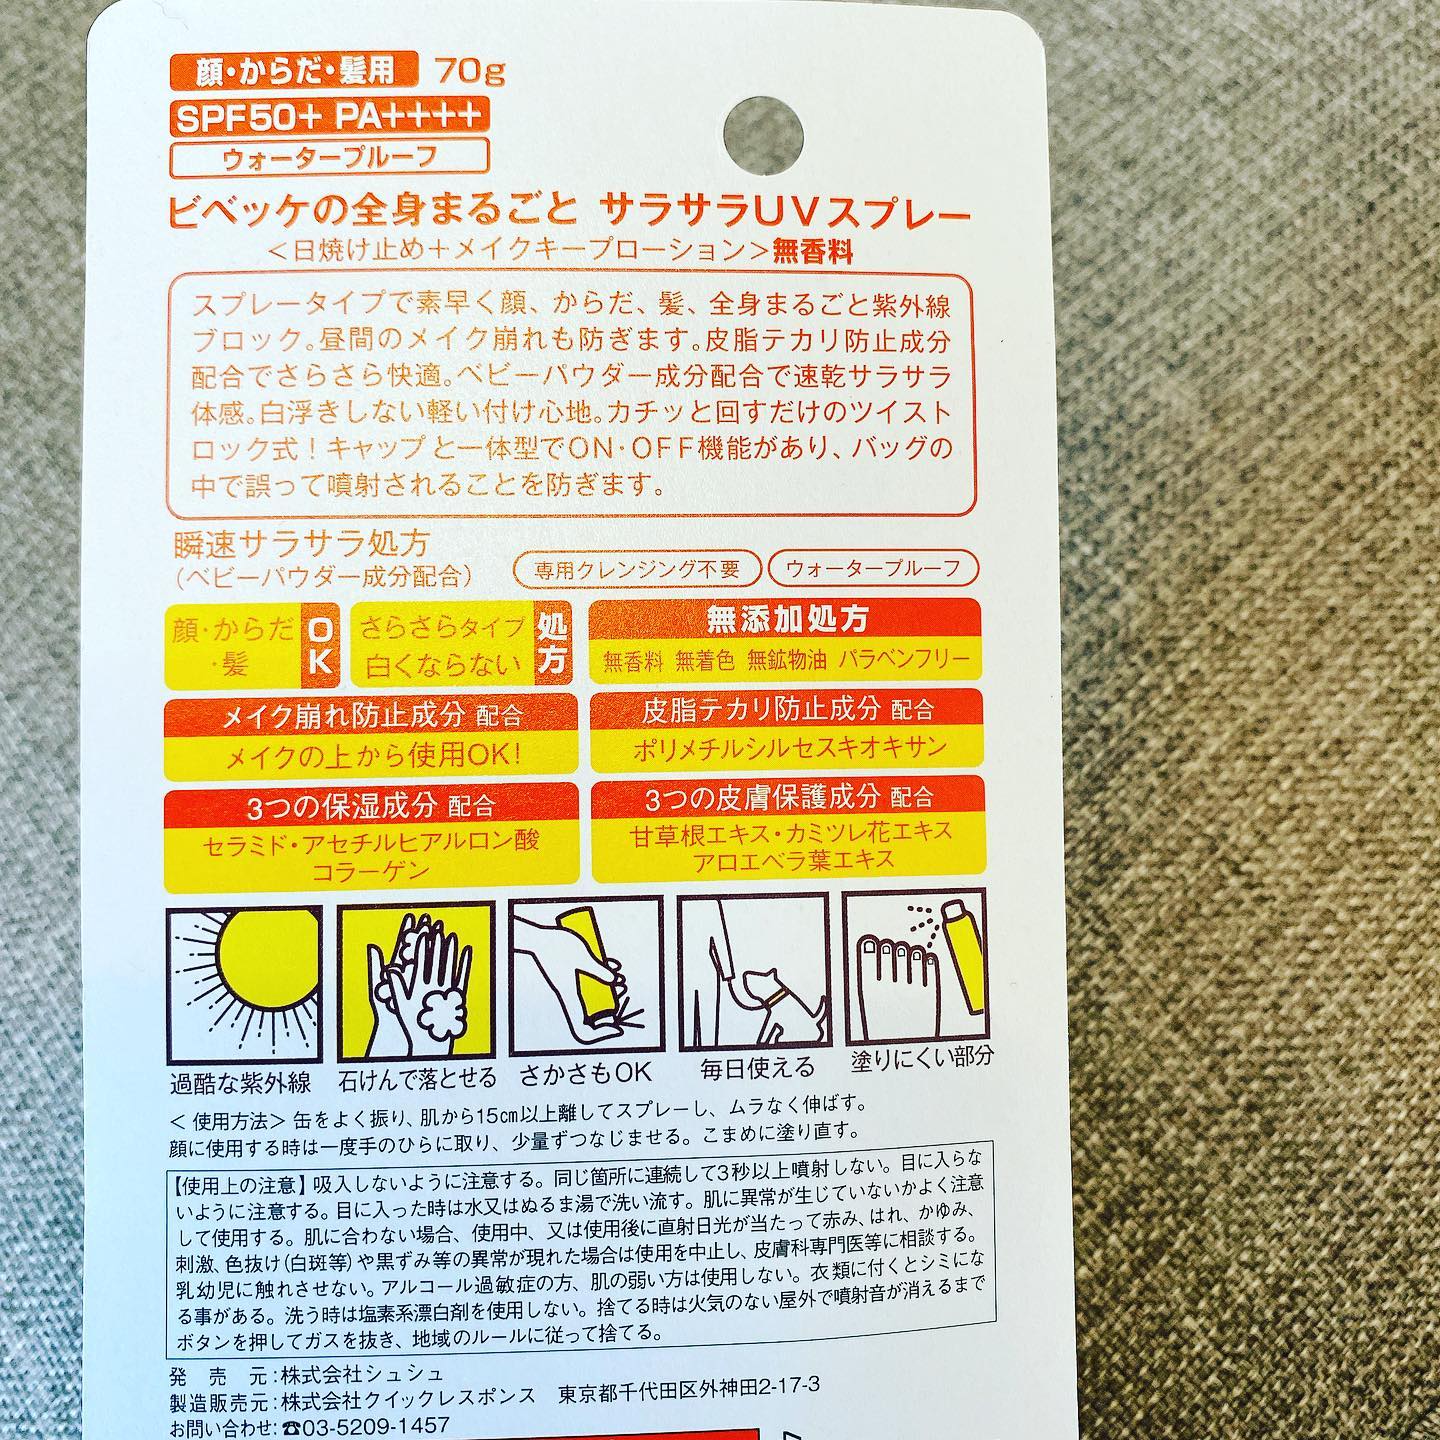 顔・からだ・髪用 70g
SPF50+ PA++++
ウォータープルーフ
ビベッケの全身まるごと サラサラUVスプレー
＜日焼け止め＋メイクキープローション＞無香料
スプレータイプで素早く顔、からだ、髪、全身まるごと紫外線
ブロック。昼間のメイク崩れも防ぎます。皮脂テカリ防止成分
配合でさらさら快適。ベビーパウダー成分配合で速乾サラサラ
体感。白浮きしない軽い付け心地。カチッと回すだけのツイスト
ロック式！キャップと一体型でON・OFF機能があり、バッグの
中で誤って噴射されることを防ぎます。
瞬速サラサラ処方
（ベビーパウダー成分配合）
専用クレンジング不要
ウォータープルーフ
顔・からだ
・髪
OK
さらさらタイプ
白くならない
処方
無添加処方
無香料 無着色 無鉱物油 パラベンフリー
メイク崩れ防止成分 配合
メイクの上から使用OK!
皮脂テカリ防止成分 配合
ポリメチルシルセスキオキサン
3つの保湿成分 配合
セラミド・アセチルヒアルロン酸
コラーゲン
3つの皮膚保護成分 配合
甘草根エキス・カミツレ花エキス
アロエベラ葉エキス
過酷な紫外線
石けんで落とせる
さかさもOK
毎日使える
塗りにくい部分
＜使用方法＞缶をよく振り、肌から15㎝以上離してスプレーし、ムラなく伸ばす。
顔に使用する時は一度手のひらに取り、少量ずつなじませる。こまめに塗り直す。
【使用上の注意】吸入しないように注意する。同じ箇所に連続して3秒以上噴射しない。目に入らな
いように注意する。目に入った時は水又はぬるま湯で洗い流す。肌に異常が生じていないかよく注意
して使用する。肌に合わない場合、使用中、又は使用後に直射日光が当たって赤み、はれ、かゆみ、
刺激、色抜け（白斑等）や黒ずみ等の異常が現れた場合は使用を中止し、皮膚科専門医等に相談する。
乳幼児に触れさせない。アルコール過敏症の方、肌の弱い方は使用しない。衣類に付くとシミにな
る事がある。洗う時は塩素系漂白剤を使用しない。捨てる時は火気のない屋外で噴射音が消えるまで
ボタンを押してガスを抜き、地域のルールに従って捨てる。
発 売 元：株式会社シュシュ
製造販売元：株式会社クイックレスポンス 東京都千代田区外神田2-17-3
お問い合わせ：☎03-5209-1457